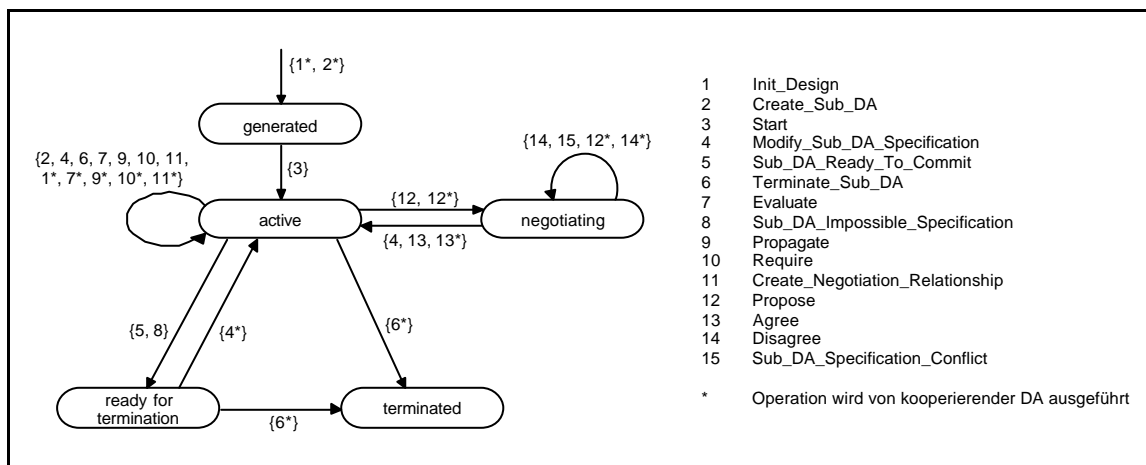 {1*, 2*}
generated
{2, 4, 6, 7, 9, 10, 11,
1*, 7*, 9*, 10*, 11*}
{3}
{14, 15, 12*, 14*}
active
{12, 12*}
negotiating
{4, 13, 13*}
{5, 8}
{4*}
{6*}
ready for
termination
{6*}
terminated
1 Init_Design
2 Create_Sub_DA
3 Start
4 Modify_Sub_DA_Specification
5 Sub_DA_Ready_To_Commit
6 Terminate_Sub_DA
7 Evaluate
8 Sub_DA_Impossible_Specification
9 Propagate
10 Require
11 Create_Negotiation_Relationship
12 Propose
13 Agree
14 Disagree
15 Sub_DA_Specification_Conflict
* Operation wird von kooperierender DA ausgeführt